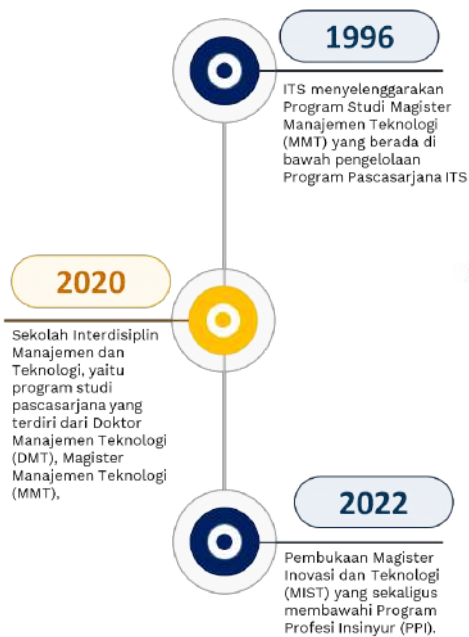 1996
ITS menyelenggarakan
Program Studi Magister
Manajemen Teknologi
(MMT) yang berada di
bawah pengelolaan
Program Pascasarjana ITS
2020
Sekolah Interdisiplin
Manajemen dan
Teknologi, yaitu
program studi
pascasarjana yang
terdiri dari Doktor
Manajemen Teknologi
(DMT), Magister
Manajemen Teknologi
(MMT),
2022
Pembukaan Magister
Inovasi dan Teknologi
(MIST) yang sekaligus
membawahi Program
Profesi Insinyur (PPI).